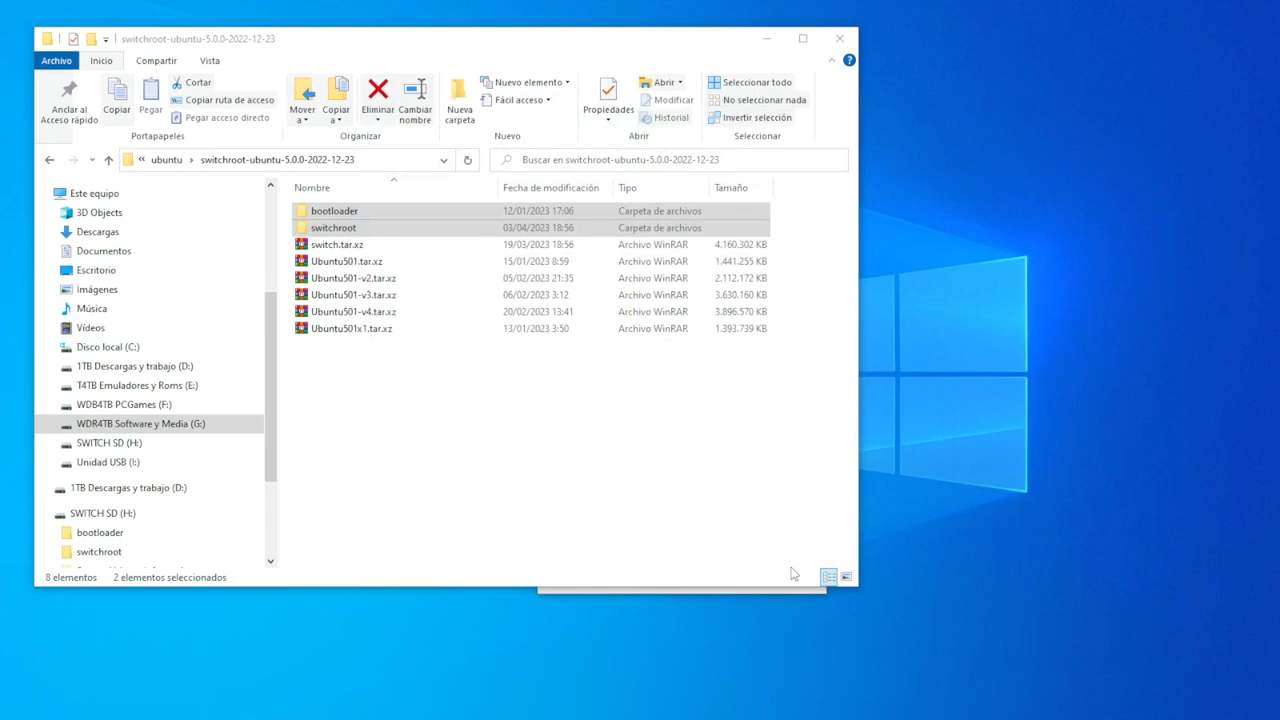 switchroot-ubuntu-5.0.0-2022-12-23
Archivo Inicio Compartir Vista
Anclar al Acceso rápido
Copiar
Pegar
Cortar
Copiar ruta de acceso
Pegar acceso directo
Portapapeles
Mover a
Copiar a
Eliminar
Cambiar nombre
Organizar
Nueva carpeta
Nuevo elemento
Fácil acceso
Nuevo
Propiedades
Abrir
Modificar
Historial
Abrir
Seleccionar todo
No seleccionar nada
Invertir selección
Seleccionar
« ubuntu › switchroot-ubuntu-5.0.0-2022-12-23
Buscar en switchroot-ubuntu-5.0.0-2022-12-23
Este equipo
3D Objects
Descargas
Documentos
Escritorio
Imágenes
Música
Vídeos
Disco local (C:)
1TB Descargas y trabajo (D:)
T4TB Emuladores y Roms (E:)
WDB4TB PCGames (F:)
WDR4TB Software y Media (G:)
SWITCH SD (H:)
Unidad USB (I:)
1TB Descargas y trabajo (D:)
SWITCH SD (H:)
bootloader
switchroot
Nombre Fecha de modificación Tipo Tamaño
bootloader 12/01/2023 17:06 Carpeta de archivos
switchroot 03/04/2023 18:56 Carpeta de archivos
switch.tar.xz 19/03/2023 18:56 Archivo WinRAR 4.160.302 KB
Ubuntu501.tar.xz 15/01/2023 8:59 Archivo WinRAR 1.441.255 KB
Ubuntu501-v2.tar.xz 05/02/2023 21:35 Archivo WinRAR 2.112.172 KB
Ubuntu501-v3.tar.xz 06/02/2023 3:12 Archivo WinRAR 3.630.160 KB
Ubuntu501-v4.tar.xz 20/02/2023 13:41 Archivo WinRAR 3.896.570 KB
Ubuntu501x1.tar.xz 13/01/2023 3:50 Archivo WinRAR 1.393.739 KB
8 elementos 2 elementos seleccionados